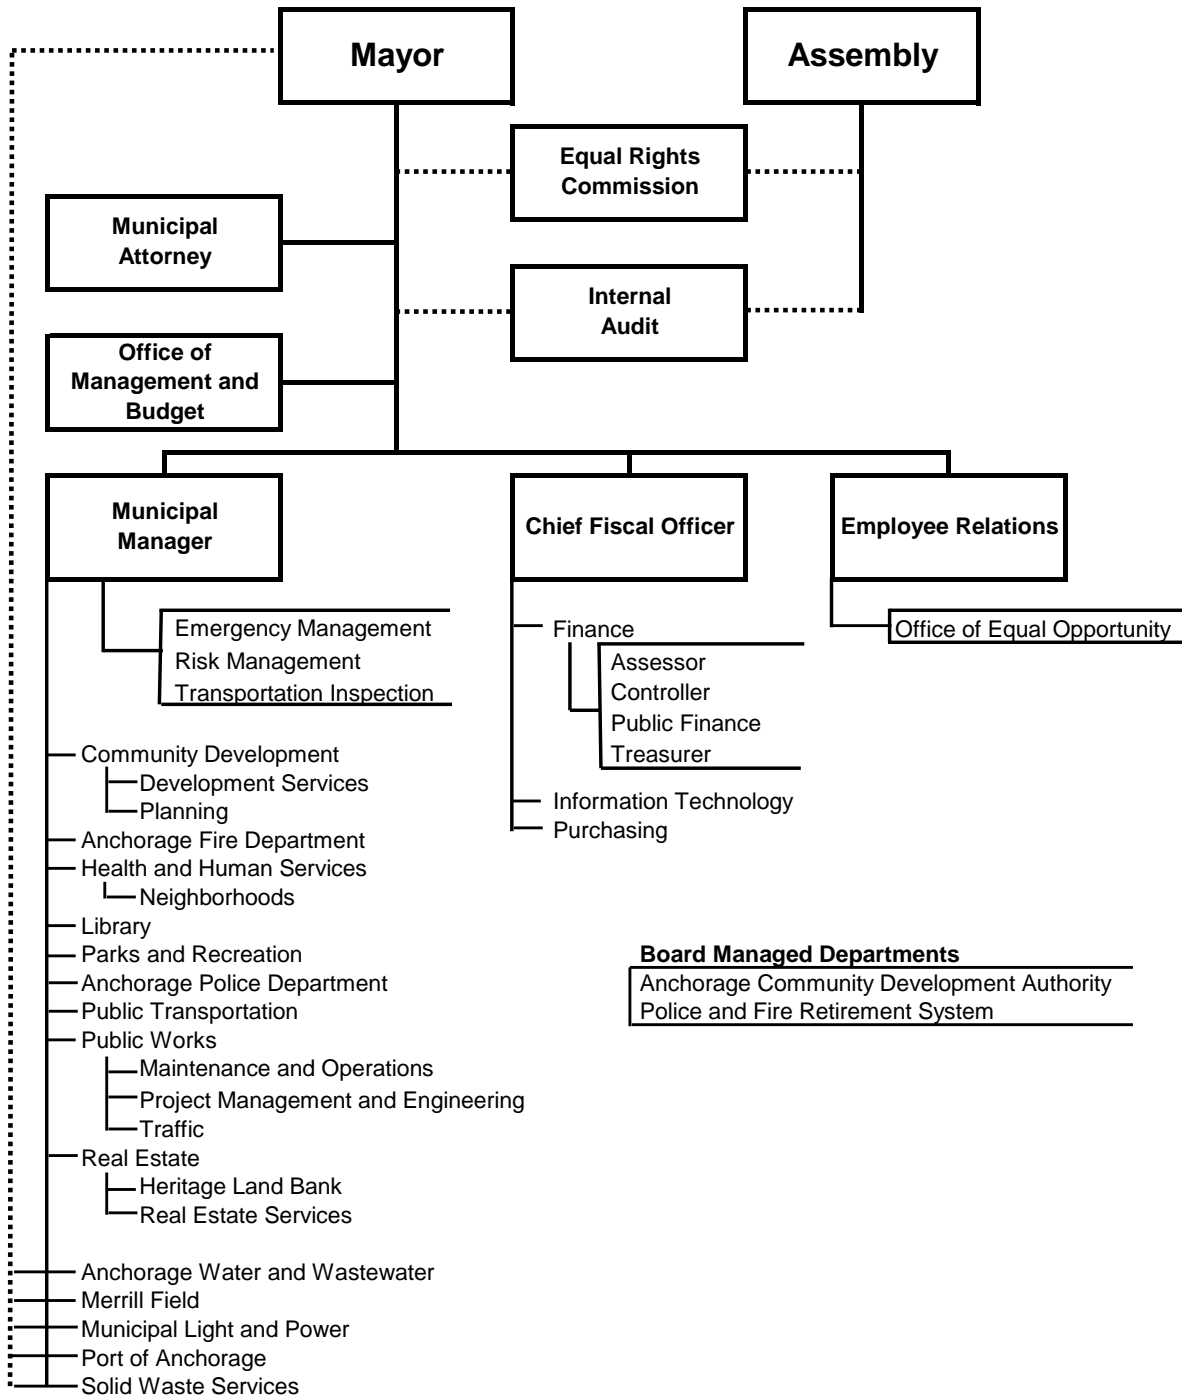 Mayor
Assembly
Equal Rights
Commission
Municipal
Attorney
Internal
Audit
Office of
Management and
Budget
Municipal
Manager
Chief Fiscal Officer
Employee Relations
Emergency Management
Risk Management
Transportation Inspection
Finance
Assessor
Controller
Public Finance
Treasurer
Information Technology
Purchasing
Office of Equal Opportunity
Community Development
Development Services
Planning
Anchorage Fire Department
Health and Human Services
Neighborhoods
Library
Parks and Recreation
Anchorage Police Department
Public Transportation
Public Works
Maintenance and Operations
Project Management and Engineering
Traffic
Real Estate
Heritage Land Bank
Real Estate Services
Anchorage Water and Wastewater
Merrill Field
Municipal Light and Power
Port of Anchorage
Solid Waste Services
Board Managed Departments
Anchorage Community Development Authority
Police and Fire Retirement System